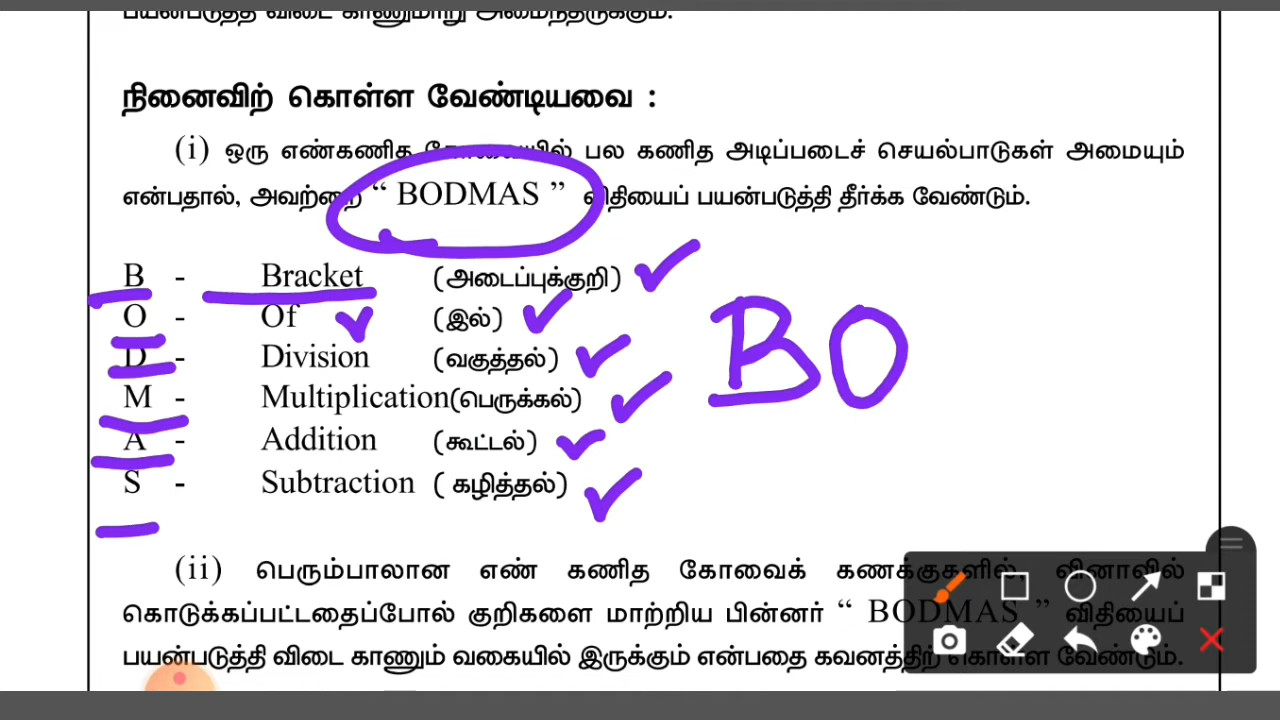 நினைவிற் கொள்ள வேண்டியவை :
(i) ஒரு எண்கணித கோவையில் பல கணித அடிப்படைச் செயல்பாடுகள் அமையும்
என்பதால், அவற்றை “ BODMAS ” விதியைப் பயன்படுத்தி தீர்க்க வேண்டும்.
B - Bracket (அடைப்புக்குறி)
O - Of (இல்)
D - Division (வகுத்தல்)
M - Multiplication(பெருக்கல்)
A - Addition (கூட்டல்)
S - Subtraction ( கழித்தல்)
BO
(ii) பெரும்பாலான எண் கணித கோவைக் கணக்குகளில், வினாவில்
கொடுக்கப்பட்டதைப்போல் குறிகளை மாற்றிய பின்னர் “ BODMAS ” விதியைப்
பயன்படுத்தி விடை காணும் வகையில் இருக்கும் என்பதை கவனத்திற் கொள்ள வேண்டும்.